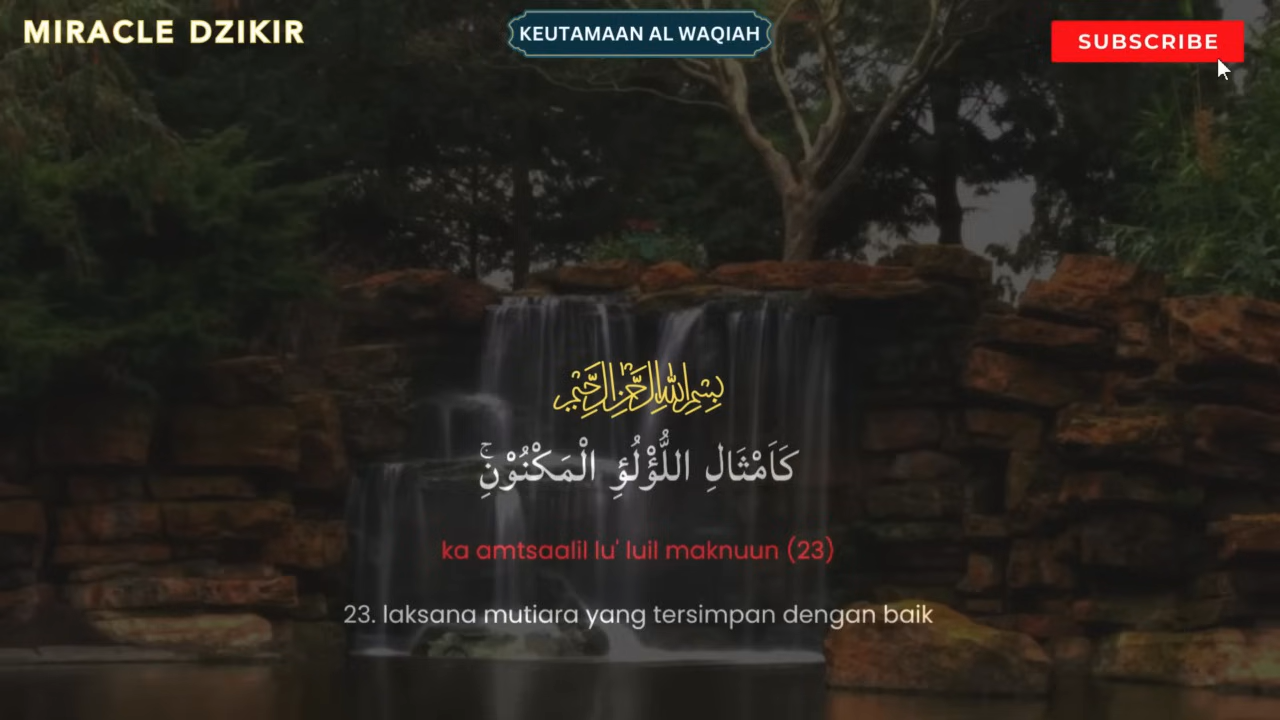 MIRACLE DZIKIR
KEUTAMAAN AL WAQIAH
SUBSCRIBE
بِسْمِ اللهِ الرَّحْمٰنِ الرَّحِيْمِ
كَاَمْثَالِ اللُّؤْلُؤِ الْمَكْنُوْنِۚ
ka amtsaalil lu' luil maknuun (23)
23. laksana mutiara yang tersimpan dengan baik